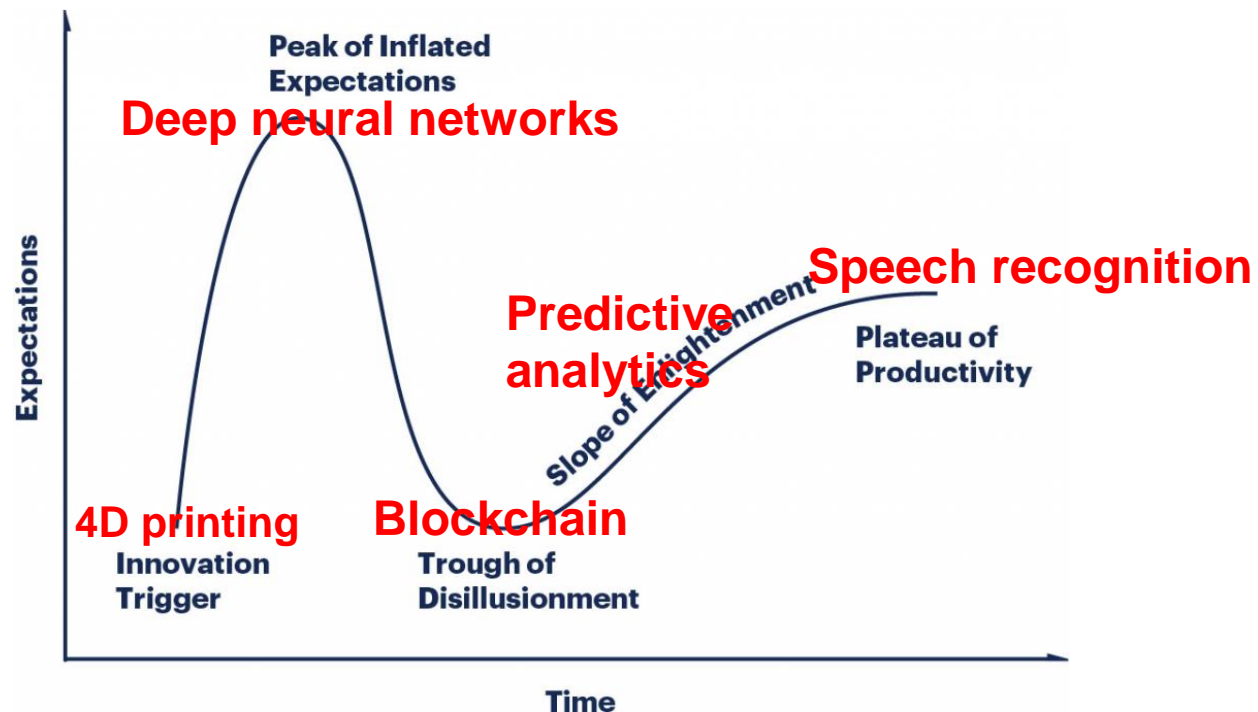 Peak of Inflated
Expectations
Deep neural networks
Expectations
Speech recognition
Predictive
analytics
Slope of Enlightenment
Plateau of
Productivity
4D printing
Blockchain
Innovation
Trigger
Trough of
Disillusionment
Time